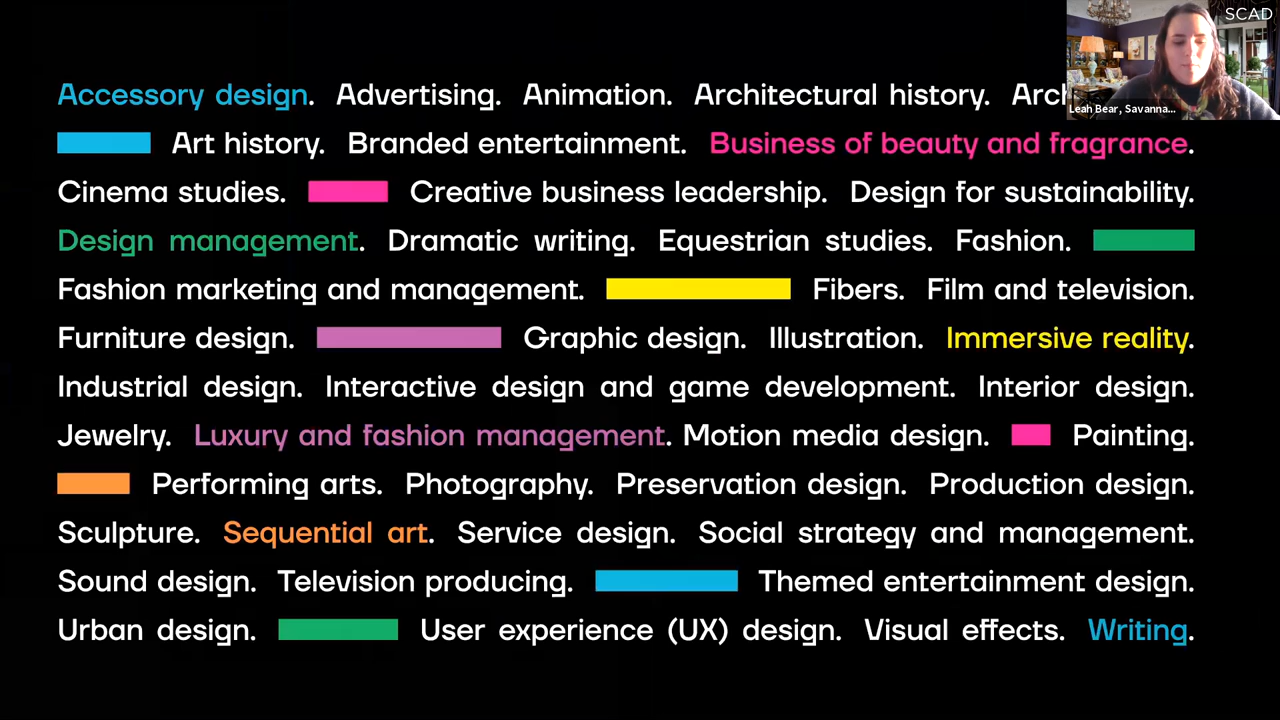 SCAD
Accessory design. Advertising. Animation. Architectural history.
Leah Bear, Savanna...
Art history. Branded entertainment. Business of beauty and fragrance.
Cinema studies. Creative business leadership. Design for sustainability.
Design management. Dramatic writing. Equestrian studies. Fashion.
Fashion marketing and management. Fibers. Film and television.
Furniture design. Graphic design. Illustration. Immersive reality.
Industrial design. Interactive design and game development. Interior design.
Jewelry. Luxury and fashion management. Motion media design. Painting.
Performing arts. Photography. Preservation design. Production design.
Sculpture. Sequential art. Service design. Social strategy and management.
Sound design. Television producing. Themed entertainment design.
Urban design. User experience (UX) design. Visual effects. Writing.